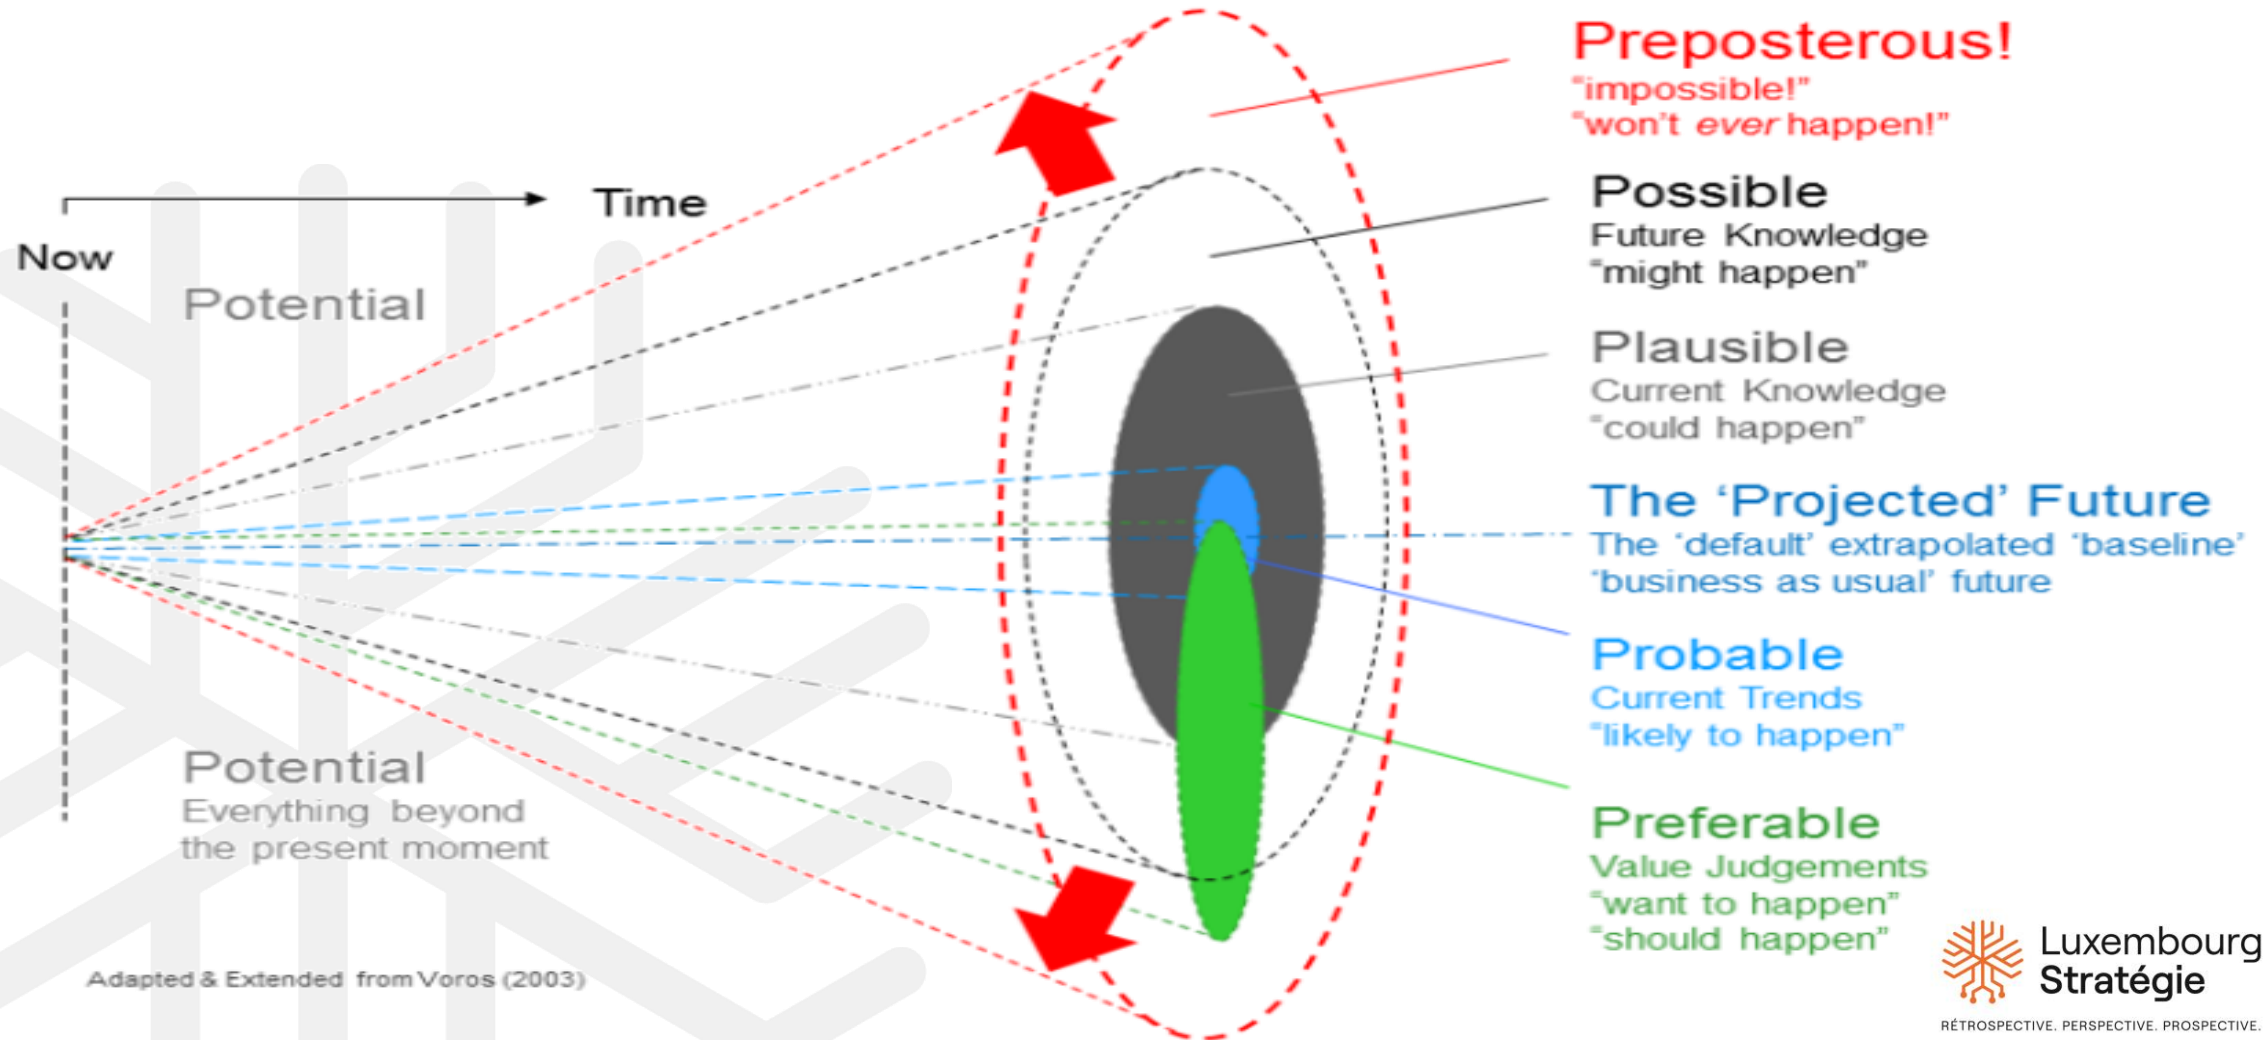 Preposterous!
“impossible!”
“won’t ever happen!”
Time
Now
Potential
Possible
Future Knowledge
“might happen”
Plausible
Current Knowledge
“could happen”
The ‘Projected’ Future
The ‘default’ extrapolated ‘baseline’
‘business as usual’ future
Probable
Current Trends
“likely to happen”
Potential
Everything beyond
the present moment
Preferable
Value Judgements
“want to happen”
“should happen”
Adapted & Extended from Voros (2003)
Luxembourg
Stratégie
RÉTROSPECTIVE. PERSPECTIVE. PROSPECTIVE.